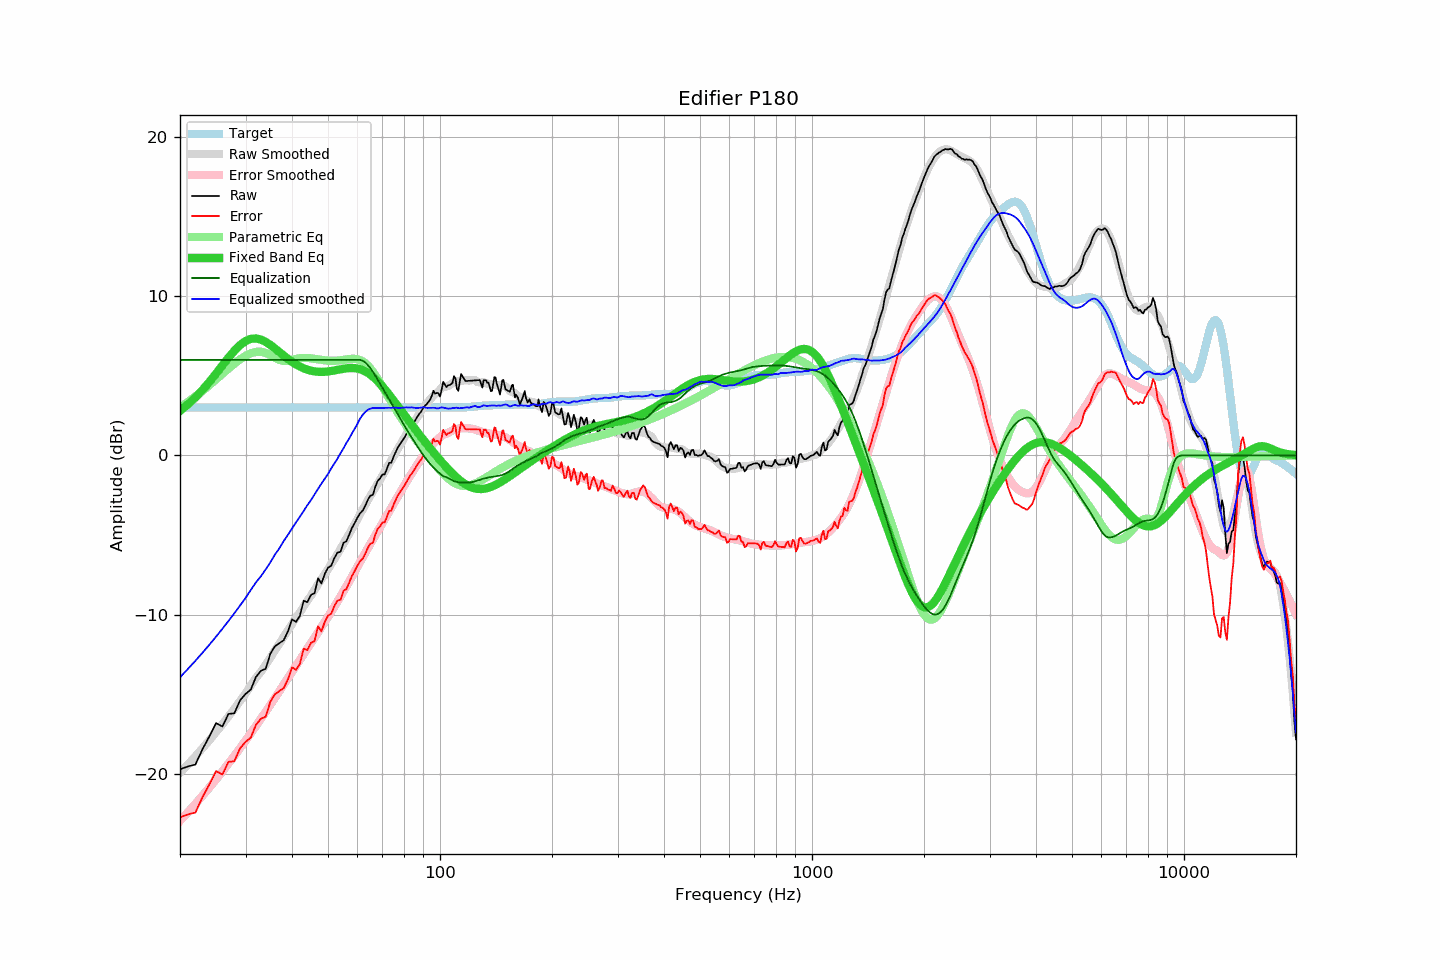 Edifier P180
20
10
0
−10
−20
Amplitude (dBr)
Target
Raw Smoothed
Error Smoothed
Raw
Error
Parametric Eq
Fixed Band Eq
Equalization
Equalized smoothed
100
1000
10000
Frequency (Hz)